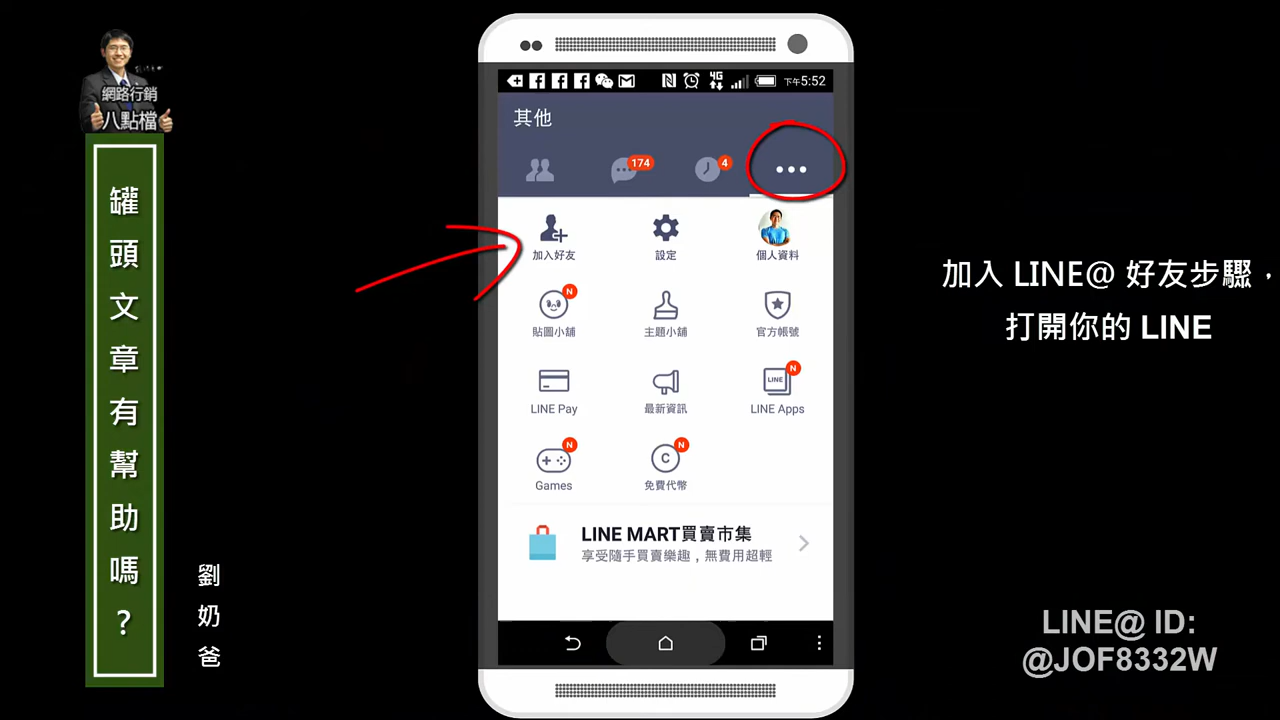 網路行銷
八點檔
罐頭文章有幫助嗎？
劉奶爸
下午5:52
其他
174
4
加入好友
設定
個人資料
N
貼圖小舖
主題小舖
官方帳號
LINE
N
LINE Pay
最新資訊
LINE Apps
N
N
C
Games
免費代幣
LINE MART買賣市集
享受隨手買賣樂趣，無費用超輕
加入 LINE@ 好友步驟，
打開你的 LINE
LINE@ ID:
@JOF8332W